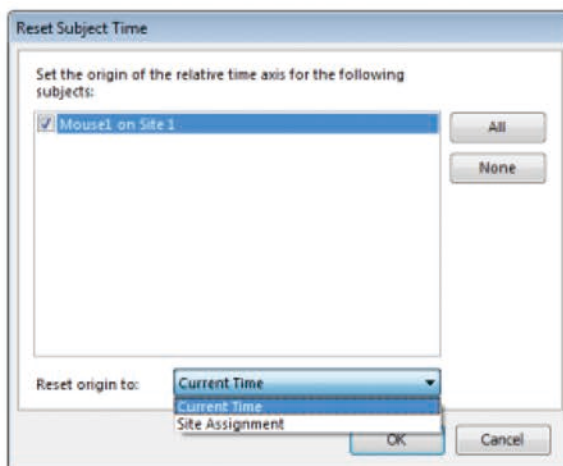 Reset Subject Time
Set the origin of the relative time axis for the following
subjects:
Mouse1 on Site 1
All
None
Reset origin to:
Current Time
Current Time
Site Assignment
OK
Cancel